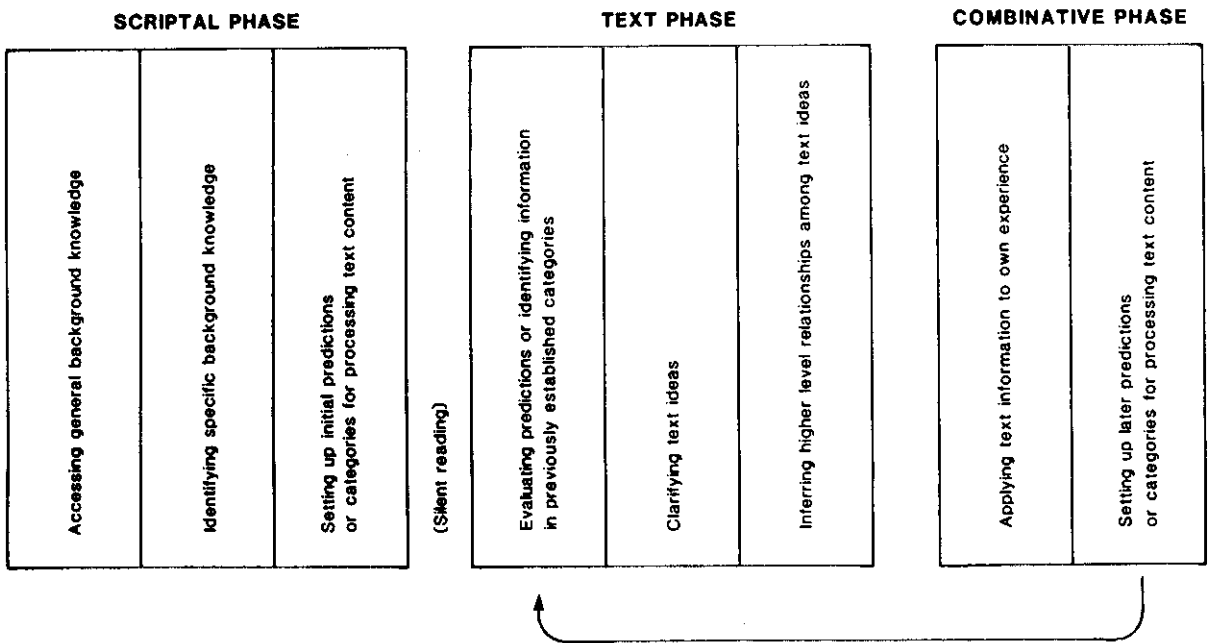 SCRIPTAL PHASE
Accessing general background knowledge
Identifying specific background knowledge
Setting up initial predictions
or categories for processing text content
(Silent reading)
TEXT PHASE
Evaluating predictions or identifying information
in previously established categories
Clarifying text ideas
Inferring higher level relationships among text ideas
COMBINATIVE PHASE
Applying text information to own experience
Setting up later predictions
or categories for processing text content